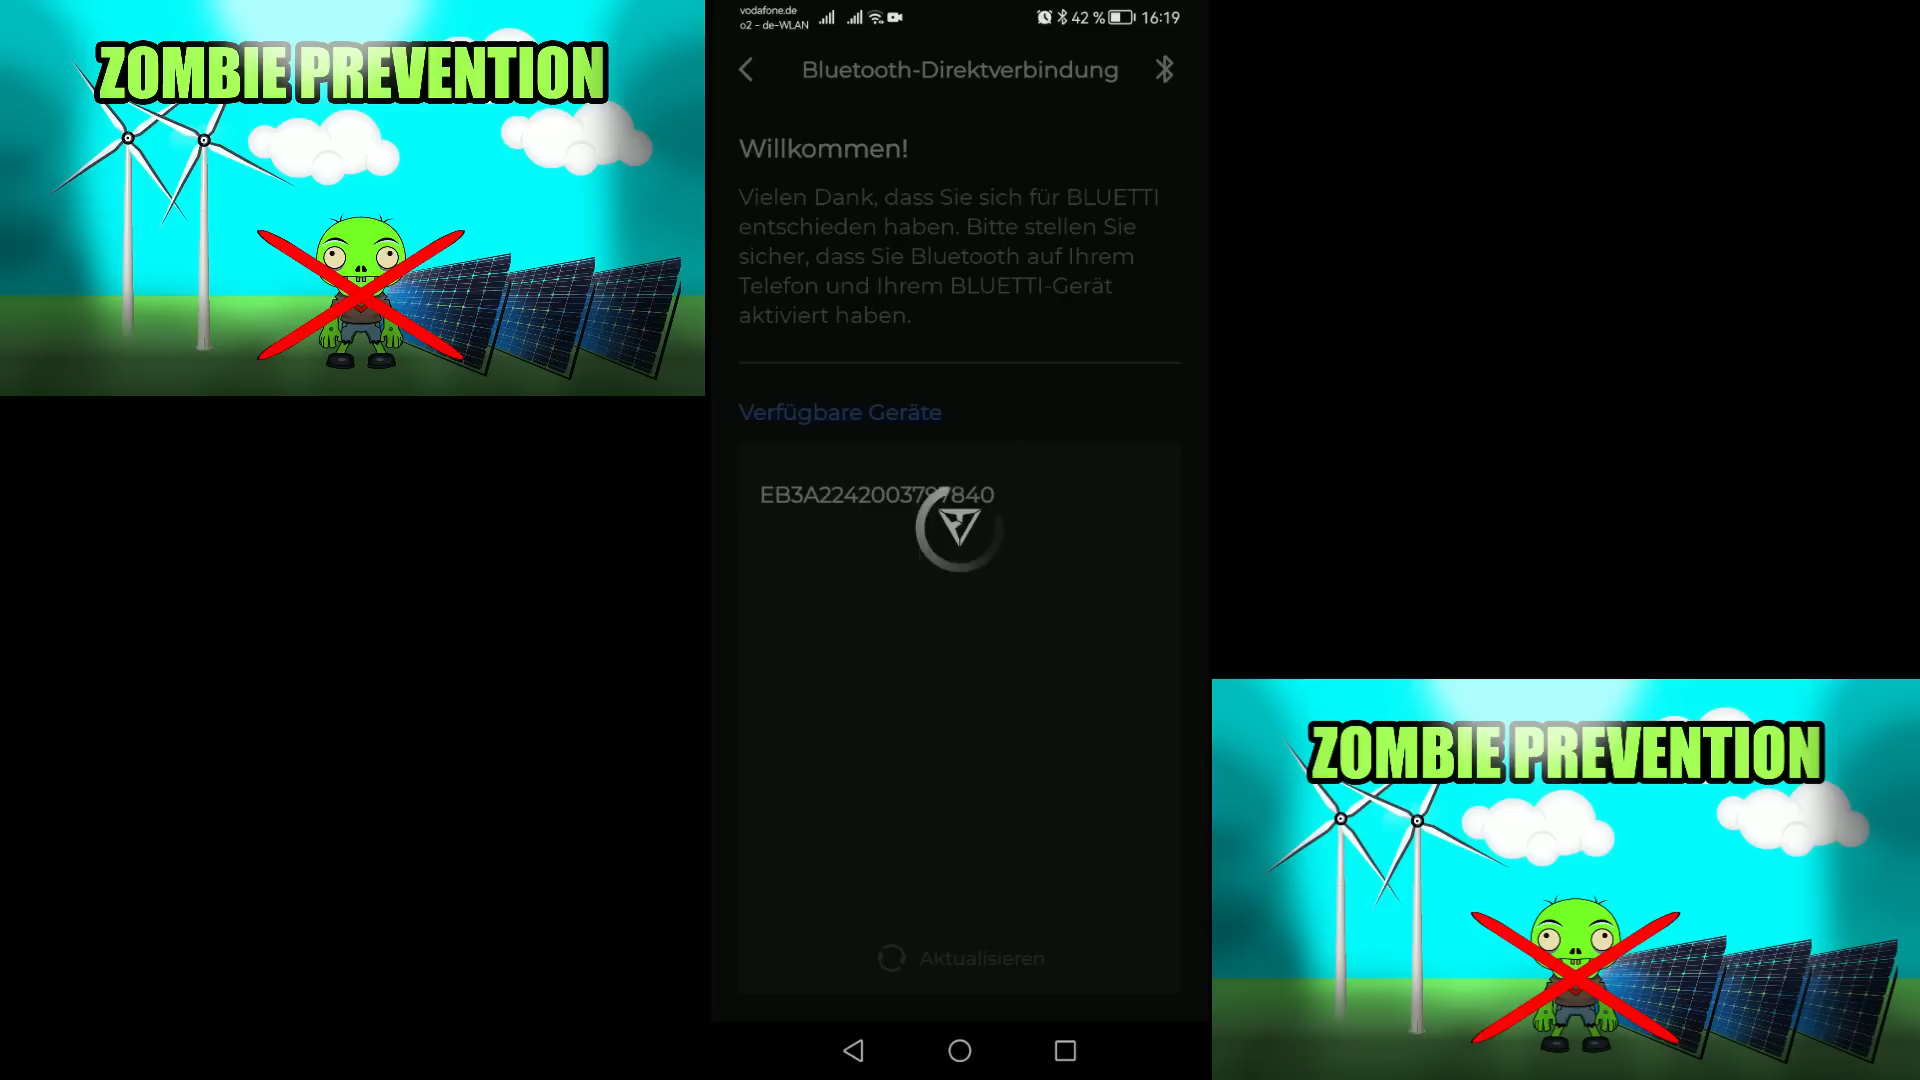 ZOMBIE PREVENTION
vodafone.de
o2 - de-WLAN
42 %
16:19
Bluetooth-Direktverbindung
Willkommen!
Vielen Dank, dass Sie sich für BLUETTI
entschieden haben. Bitte stellen Sie
sicher, dass Sie Bluetooth auf Ihrem
Telefon und Ihrem BLUETTI-Gerät
aktiviert haben.
Verfügbare Geräte
Aktualisieren
ZOMBIE PREVENTION